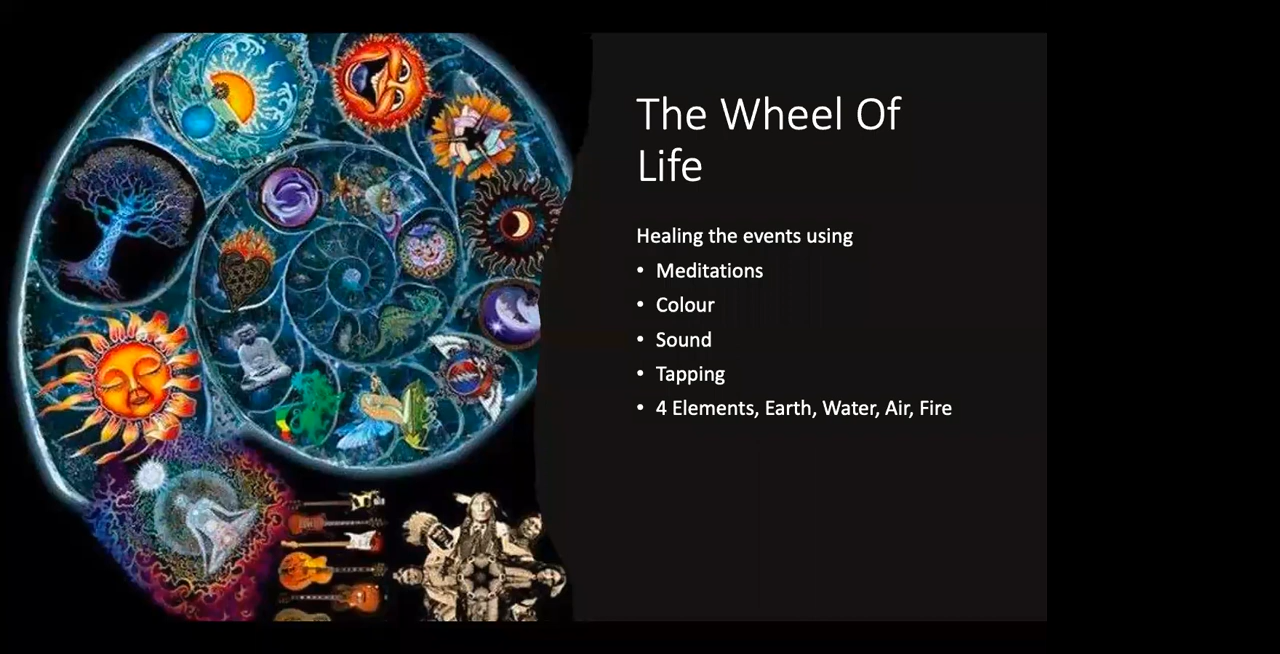 The Wheel Of
Life
Healing the events using
• Meditations
• Colour
• Sound
• Tapping
• 4 Elements, Earth, Water, Air, Fire